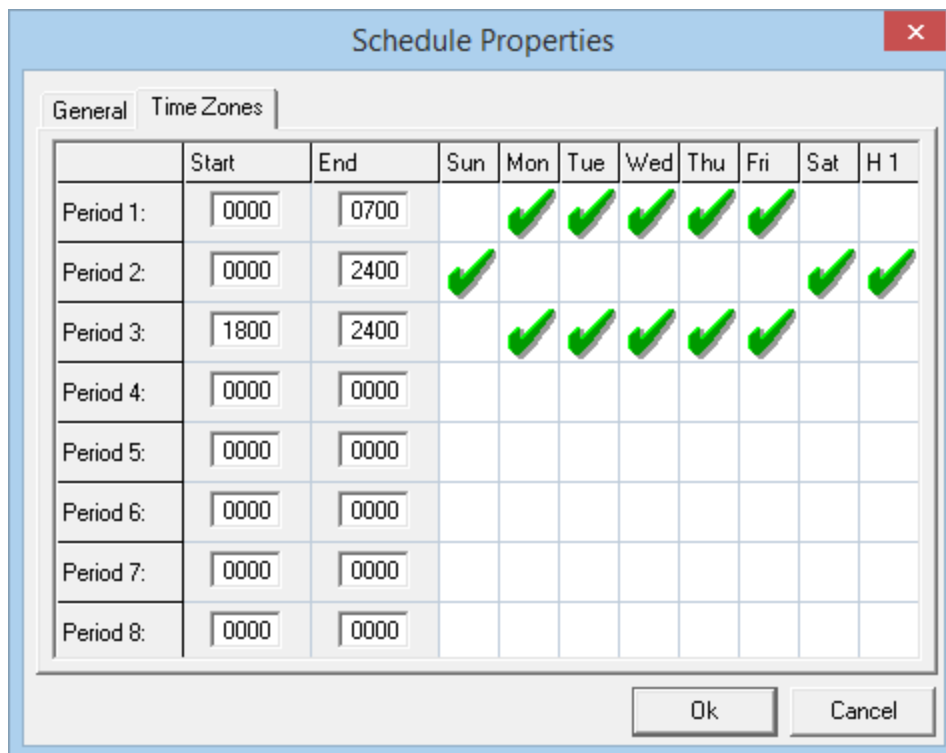 Schedule Properties
General Time Zones
Start End Sun Mon Tue Wed Thu Fri Sat H 1
Period 1: 0000 0700
Period 2: 0000 2400
Period 3: 1800 2400
Period 4: 0000 0000
Period 5: 0000 0000
Period 6: 0000 0000
Period 7: 0000 0000
Period 8: 0000 0000
Ok Cancel